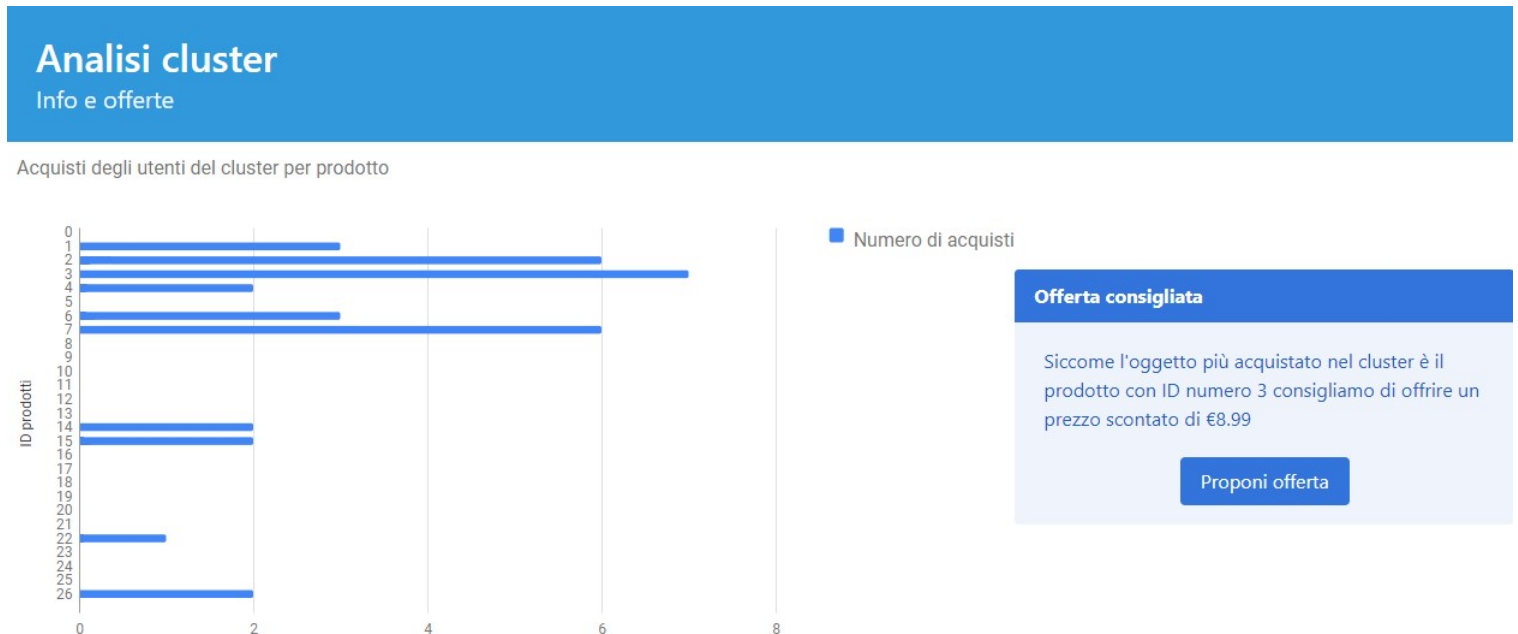 Analisi cluster
Info e offerte
Acquisti degli utenti del cluster per prodotto
Numero di acquisti
ID prodotti
0
1
2
3
4
5
6
7
8
9
10
11
12
13
14
15
16
17
18
19
20
21
22
23
24
25
26
0 2 4 6 8
Offerta consigliata
Siccome l'oggetto più acquistato nel cluster è il
prodotto con ID numero 3 consigliamo di offrire un
prezzo scontato di €8.99
Proponi offerta